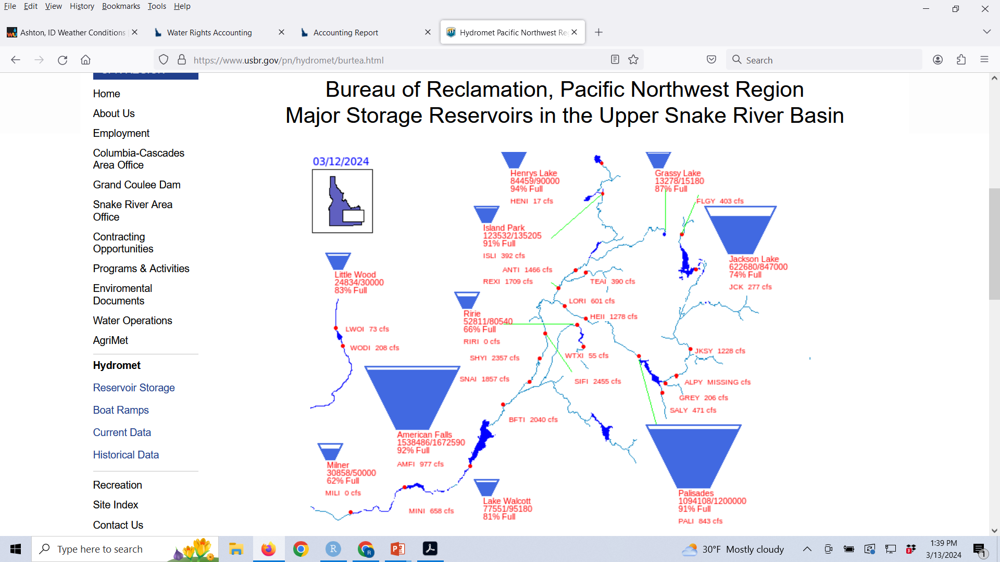 File Edit View History Bookmarks Tools Help
Ashton, ID Weather Conditions
Water Rights Accounting
Accounting Report
Hydromet Pacific Northwest Re
https://www.usbr.gov/pn/hydromet/burtea.html
Search
Home
About Us
Employment
Columbia-Cascades
Area Office
Grand Coulee Dam
Snake River Area
Office
Contracting
Opportunities
Programs & Activities
Enviromental
Documents
Water Operations
AgriMet
Hydromet
Reservoir Storage
Boat Ramps
Current Data
Historical Data
Recreation
Site Index
Contact Us
Bureau of Reclamation, Pacific Northwest Region
Major Storage Reservoirs in the Upper Snake River Basin
03/12/2024
Henrys Lake
84459/90000
94% Full
HENI 17 cfs
Grassy Lake
13278/15180
87% Full
FLGY 403 cfs
Island Park
123532/135205
91% Full
ISLI 392 cfs
Jackson Lake
622680/847000
74% Full
JCK 277 cfs
ANTI 1466 cfs
REXI 1709 cfs
TEAI 390 cfs
Little Wood
24834/30000
83% Full
LWOI 73 cfs
WODI 208 cfs
Ririe
52811/80540
66% Full
RIRI 0 cfs
LORI 601 cfs
HEII 1278 cfs
SHYI 2357 cfs
WTXI 55 cfs
JKSY 1228 cfs
SNAI 1857 cfs
SIFI 2455 cfs
ALPY MISSING cfs
GREY 206 cfs
SALY 471 cfs
BFTI 2040 cfs
American Falls
1538486/1672590
92% Full
AMFI 977 cfs
Milner
30858/50000
62% Full
MILI 0 cfs
MINI 658 cfs
Lake Walcott
77551/95180
81% Full
Palisades
1094108/1200000
91% Full
PALI 843 cfs
Type here to search
30°F Mostly cloudy
1:39 PM
3/13/2024
1